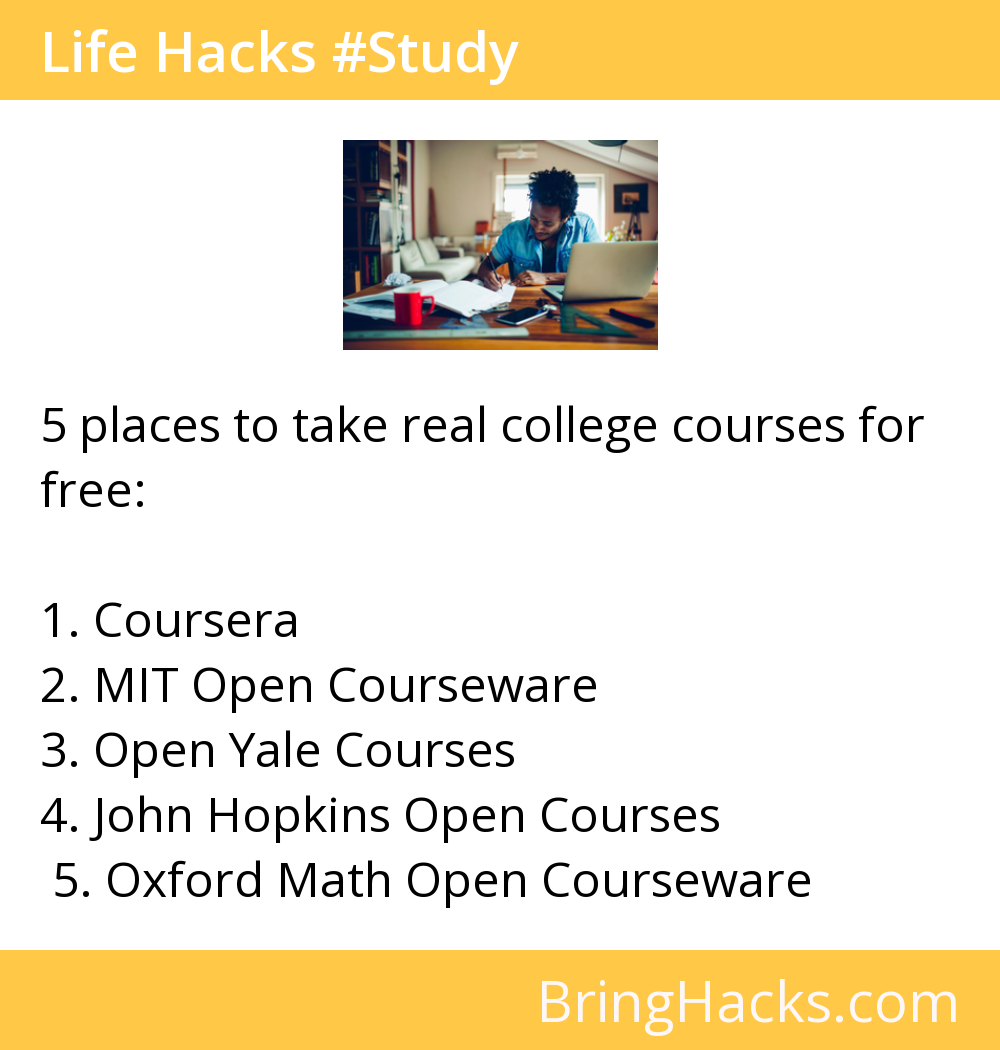 Life Hacks #Study
5 places to take real college courses for
free:
1. Coursera
2. MIT Open Courseware
3. Open Yale Courses
4. John Hopkins Open Courses
5. Oxford Math Open Courseware
BringHacks.com